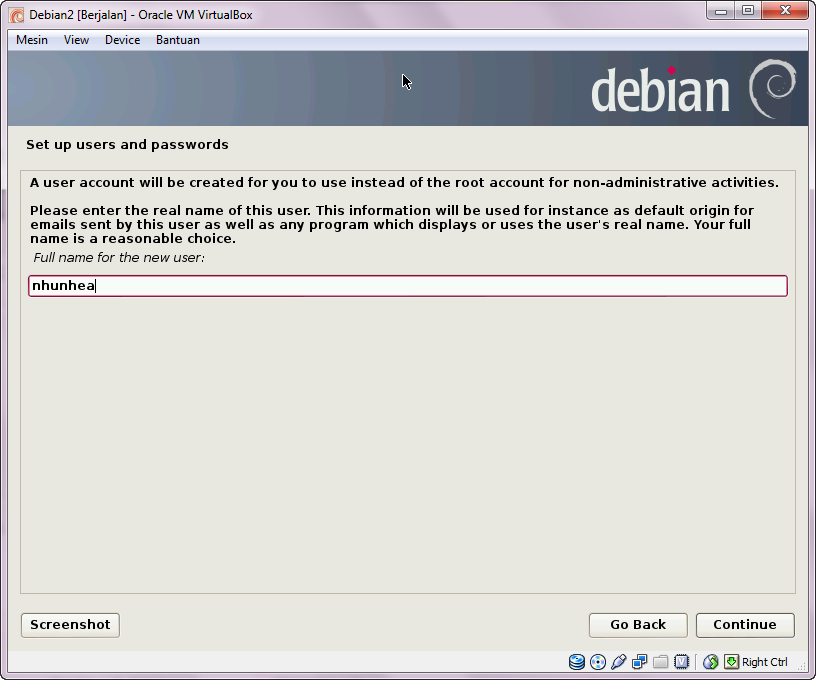 Debian2 [Berjalan] - Oracle VM VirtualBox
Mesin View Device Bantuan
debian
Set up users and passwords
A user account will be created for you to use instead of the root account for non-administrative activities.
Please enter the real name of this user. This information will be used for instance as default origin for
emails sent by this user as well as any program which displays or uses the user's real name. Your full
name is a reasonable choice.
Full name for the new user:
nhunhea
Screenshot Go Back Continue
Right Ctrl